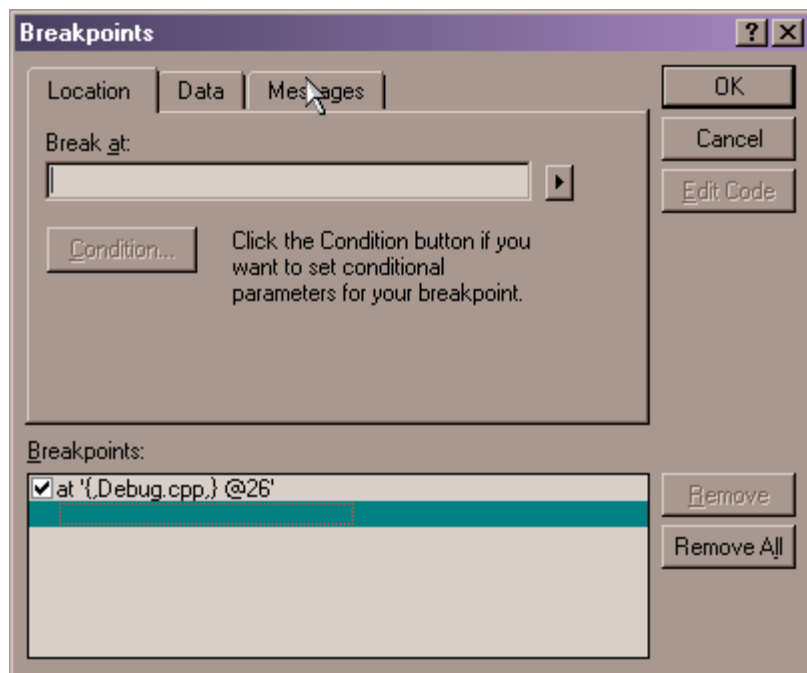 Breakpoints
Location Data Messages
OK
Break at:
Cancel
Edit Code
Condition...
Click the Condition button if you
want to set conditional
parameters for your breakpoint.
Breakpoints:
at '{,Debug.cpp,} @26'
Remove
Remove All